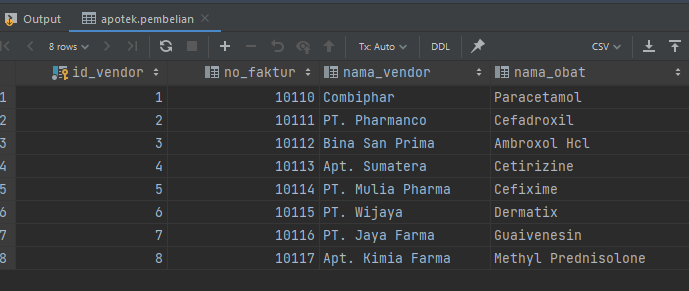 Output apotek.pembelian
8 rows Tx: Auto DDL CSV
id_vendor no_faktur nama_vendor nama_obat
1 1 10110 Combiphar Paracetamol
2 2 10111 PT. Pharmanco Cefadroxil
3 3 10112 Bina San Prima Ambroxol Hcl
4 4 10113 Apt. Sumatera Cetirizine
5 5 10114 PT. Mulia Pharma Cefixime
6 6 10115 PT. Wijaya Dermatix
7 7 10116 PT. Jaya Farma Guaivenesin
8 8 10117 Apt. Kimia Farma Methyl Prednisolone